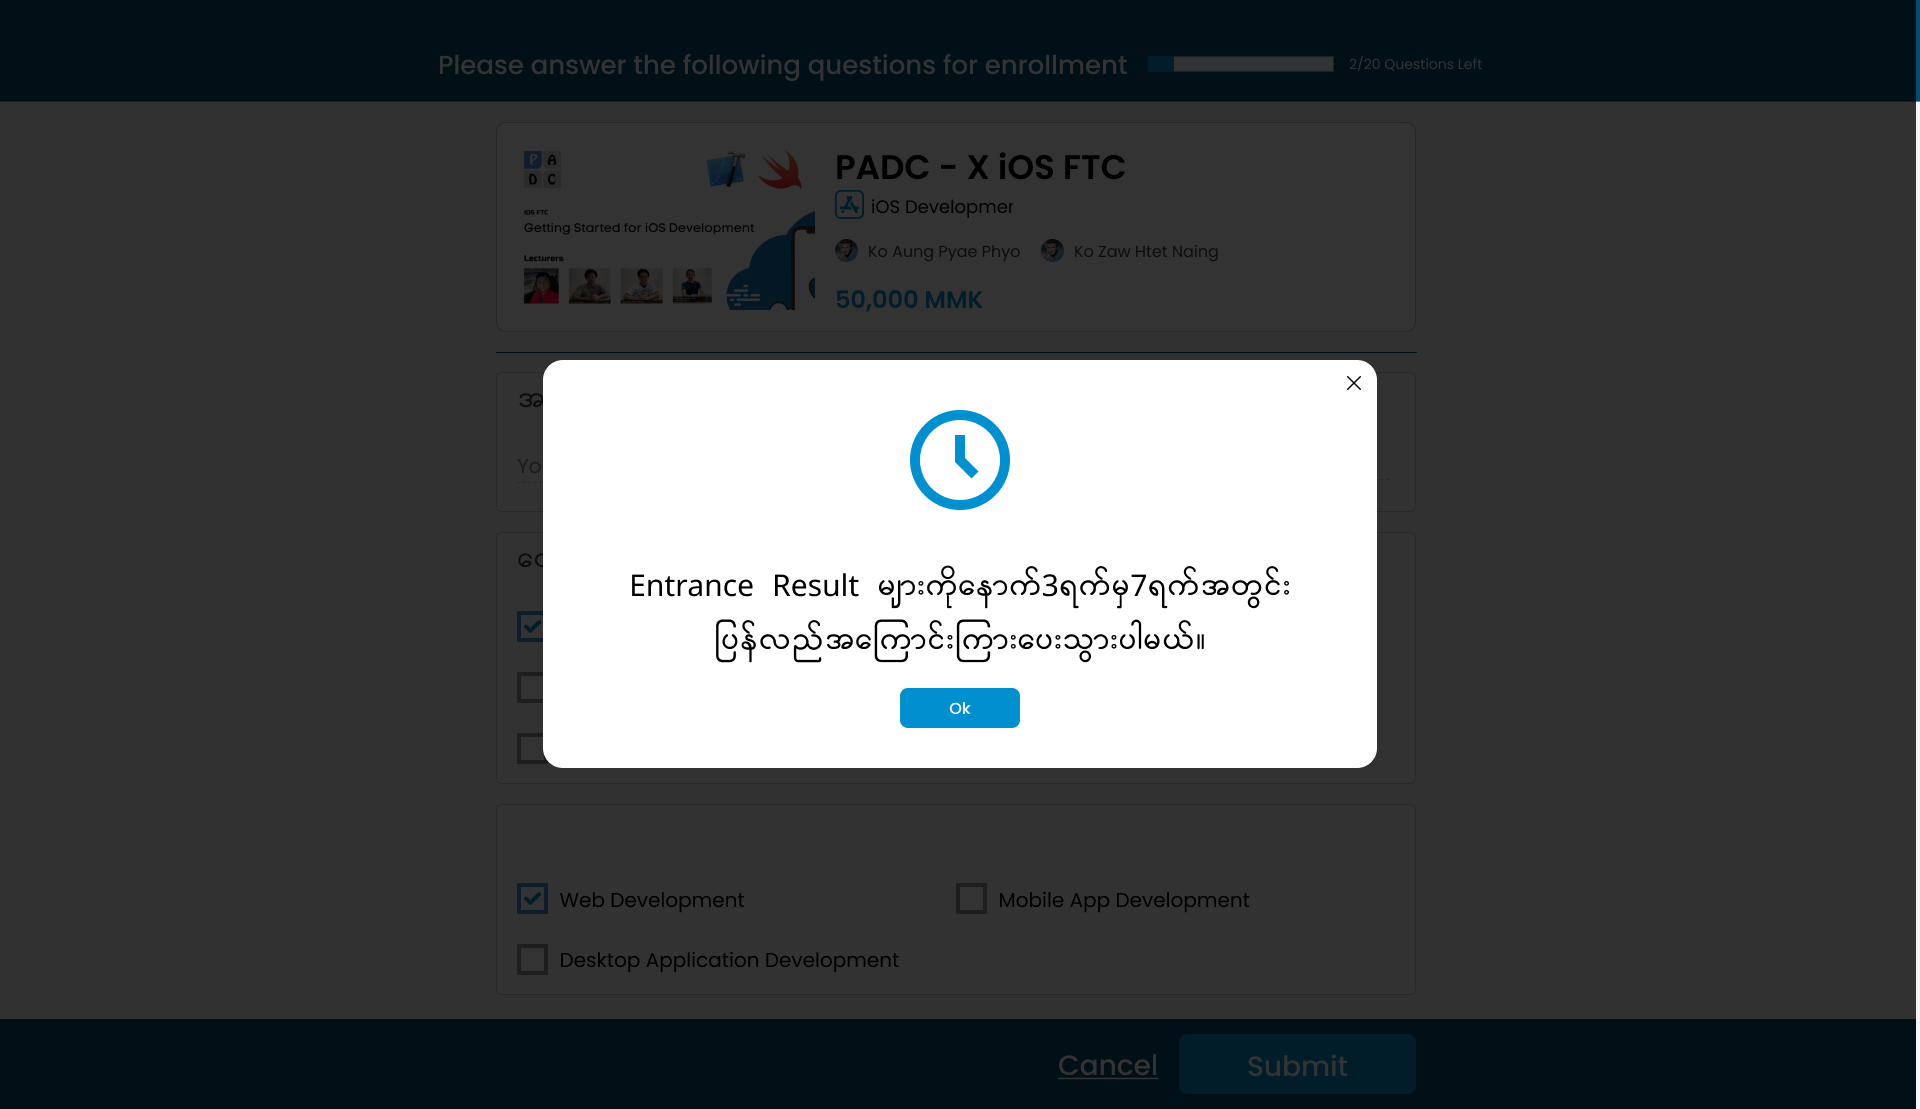 Please answer the following questions for enrollment
2/20 Questions Left
P A
D C
iOS FTC
Getting Started for iOS Development
Lecturers
PADC - X iOS FTC
iOS Developmer
Ko Aung Pyae Phyo Ko Zaw Htet Naing
50,000 MMK
Entrance Result များကိုနောက်3ရက်မှ7ရက်အတွင်း
ပြန်လည်အကြောင်းကြားပေးသွားပါမယ်။
Ok
Web Development Mobile App Development
Desktop Application Development
Cancel Submit